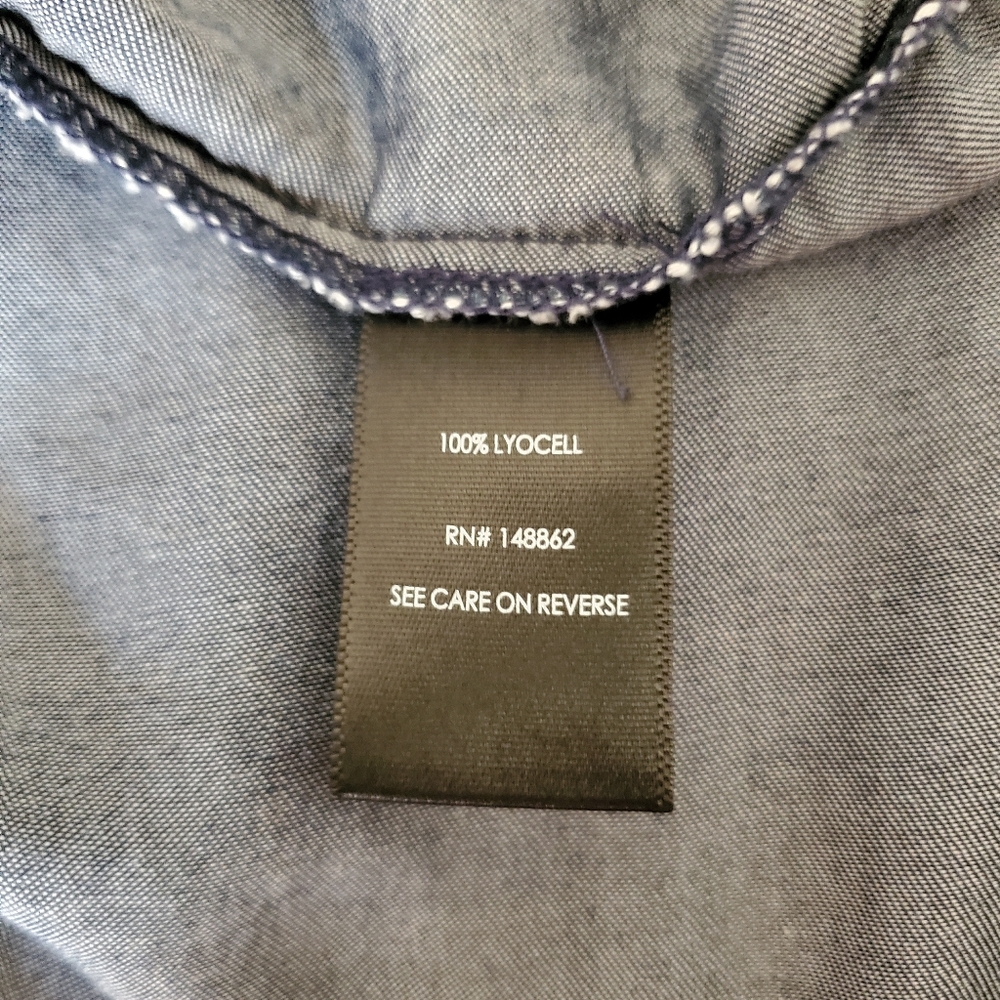 100% LYOCELL
RN# 148862
SEE CARE ON REVERSE